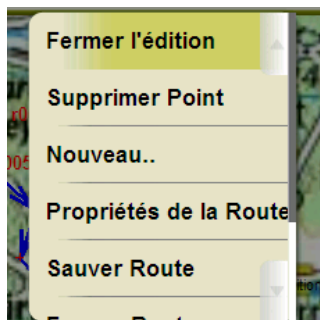 Fermer l'édition
Supprimer Point
Nouveau..
Propriétés de la Route
Sauver Route